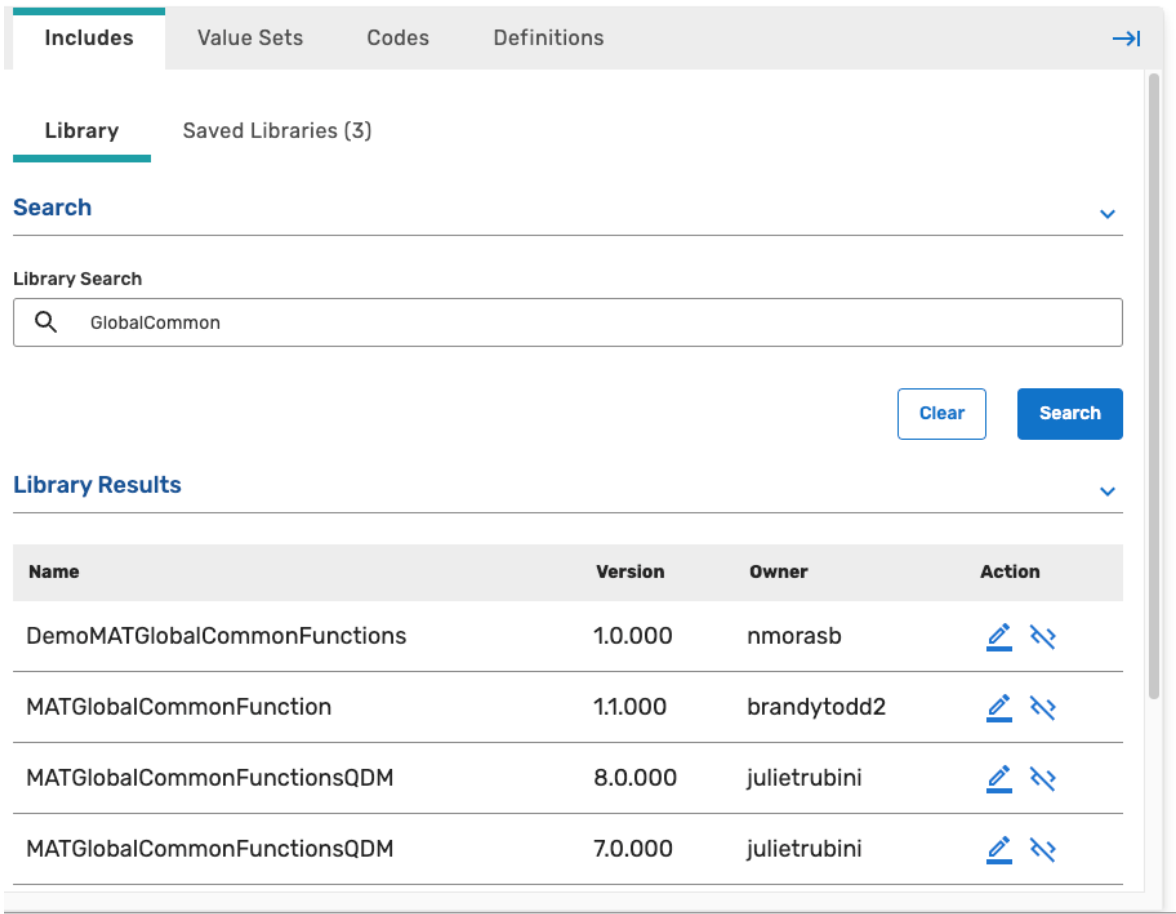 Includes Value Sets Codes Definitions
Library Saved Libraries (3)
Search
Library Search
GlobalCommon
Clear Search
Library Results
Name Version Owner Action
DemoMATGlobalCommonFunctions 1.0.000 nmorasb
MATGlobalCommonFunction 1.1.000 brandytodd2
MATGlobalCommonFunctionsQDM 8.0.000 julietrubini
MATGlobalCommonFunctionsQDM 7.0.000 julietrubini